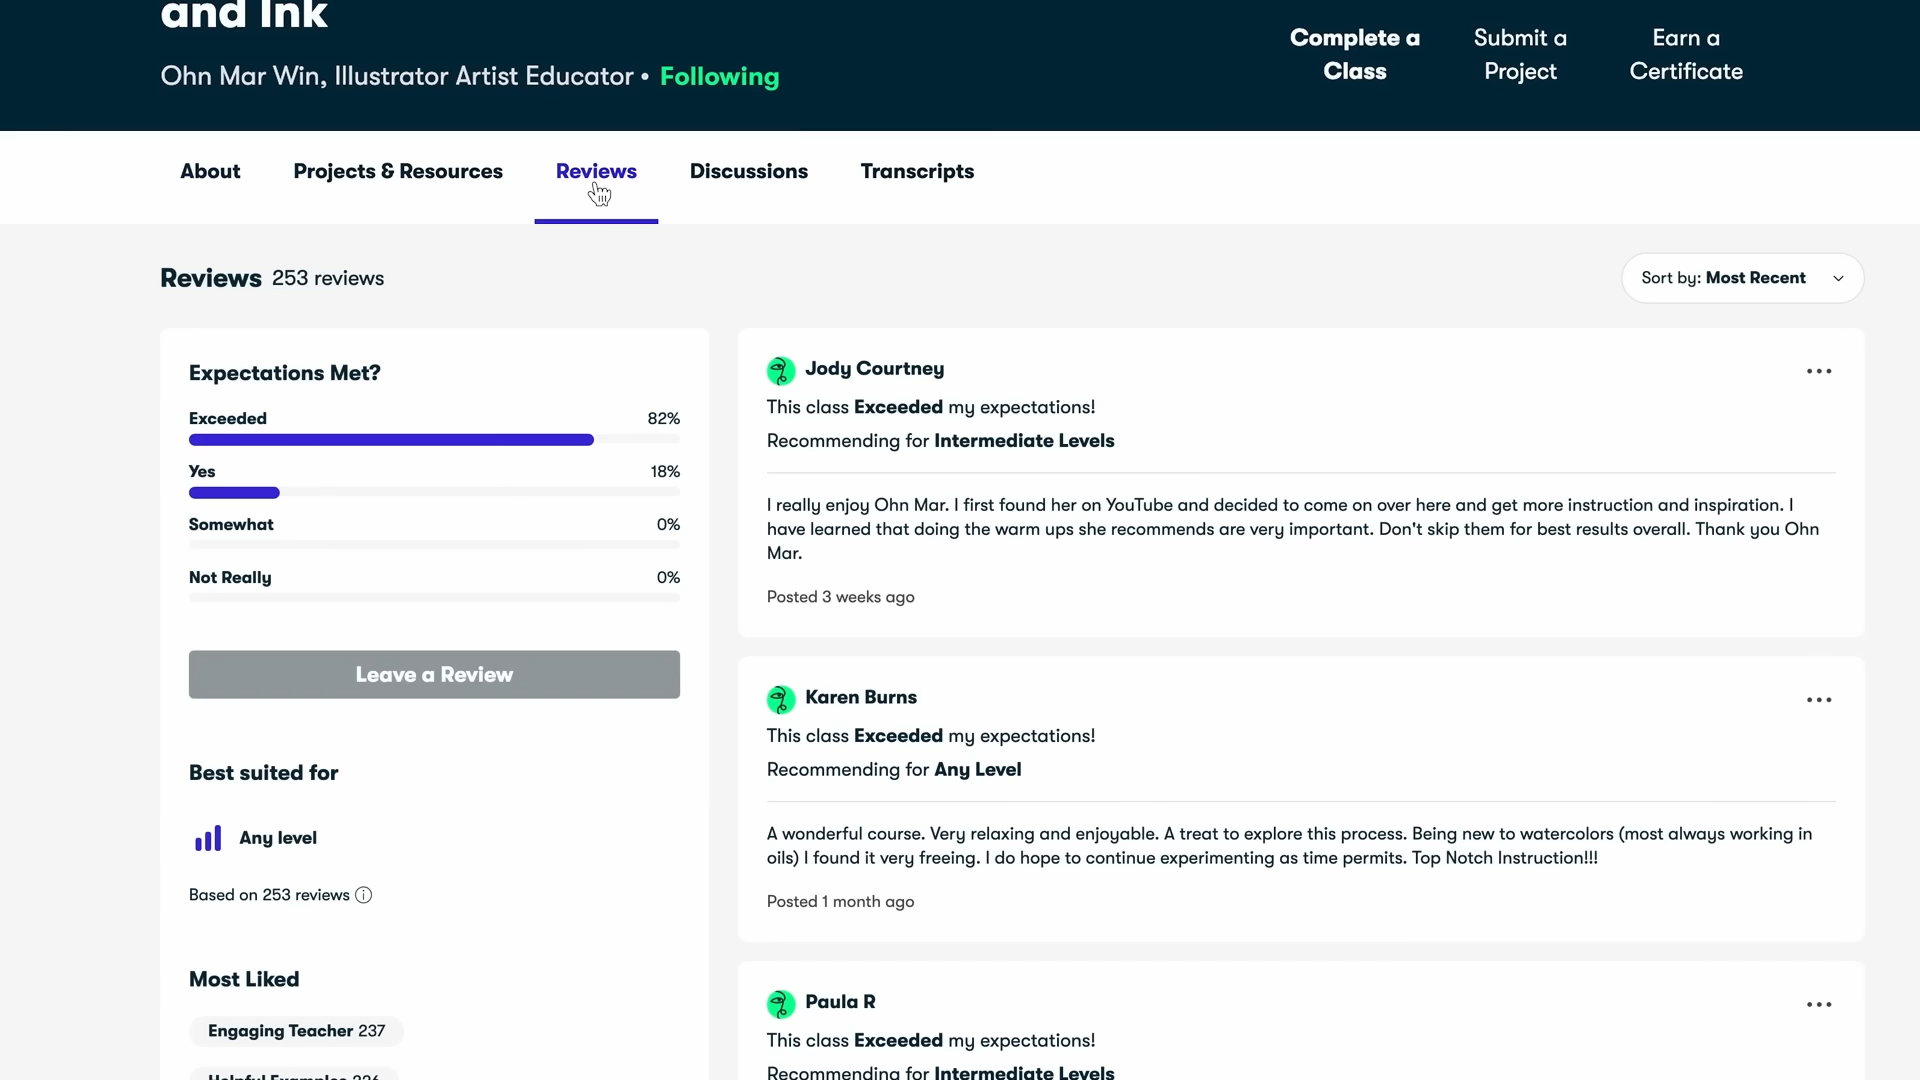 and Ink
Ohn Mar Win, Illustrator Artist Educator • Following
Complete a
Class
Submit a
Project
Earn a
Certificate
About
Projects & Resources
Reviews
Discussions
Transcripts
Reviews 253 reviews
Sort by: Most Recent
Expectations Met?
Exceeded 82%
Yes 18%
Somewhat 0%
Not Really 0%
Leave a Review
Best suited for
Any level
Based on 253 reviews
Most Liked
Engaging Teacher 237
Helpful Examples 226
Jody Courtney
This class Exceeded my expectations!
Recommending for Intermediate Levels
I really enjoy Ohn Mar. I first found her on YouTube and decided to come on over here and get more instruction and inspiration. I
have learned that doing the warm ups she recommends are very important. Don't skip them for best results overall. Thank you Ohn
Mar.
Posted 3 weeks ago
Karen Burns
This class Exceeded my expectations!
Recommending for Any Level
A wonderful course. Very relaxing and enjoyable. A treat to explore this process. Being new to watercolors (most always working in
oils) I found it very freeing. I do hope to continue experimenting as time permits. Top Notch Instruction!!!
Posted 1 month ago
Paula R
This class Exceeded my expectations!
Recommending for Intermediate Levels